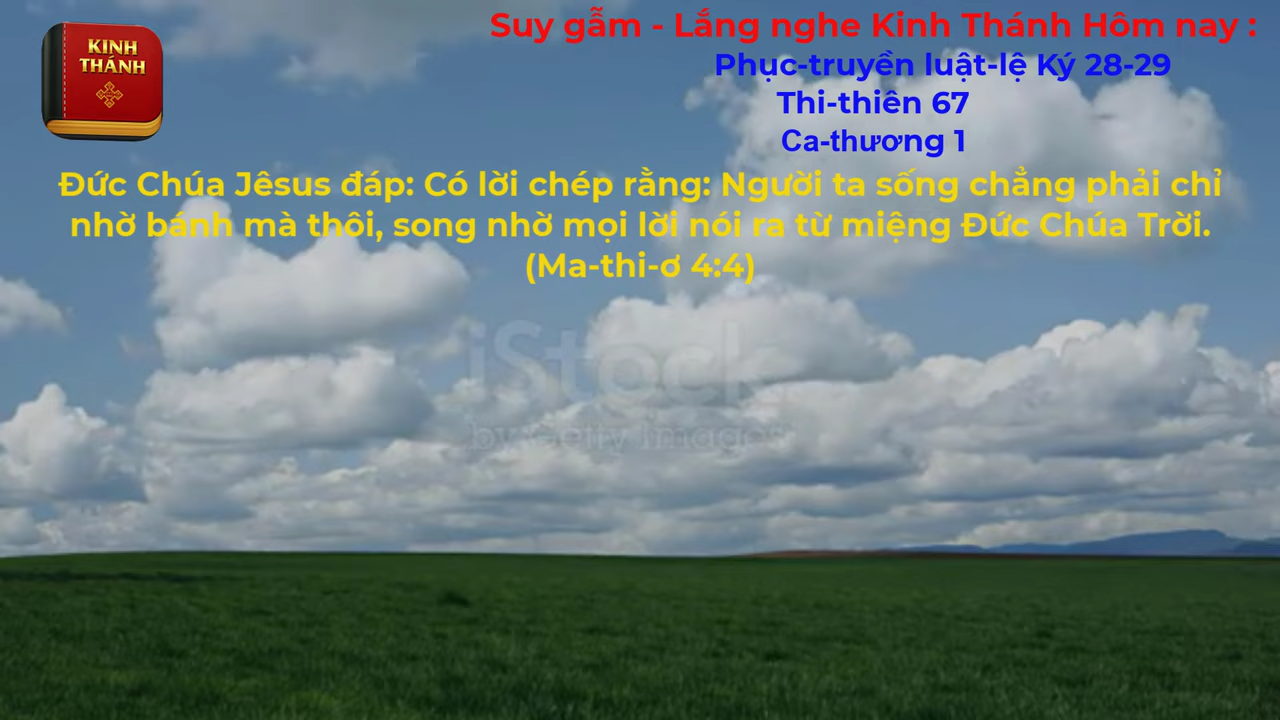 KINH
THÁNH
Suy gẫm - Lắng nghe Kinh Thánh Hôm nay :
Phục-truyền luật-lệ Ký 28-29
Thi-thiên 67
Ca-thương 1
Đức Chúa Jêsus đáp: Có lời chép rằng: Người ta sống chẳng phải chỉ
nhờ bánh mà thôi, song nhờ mọi lời nói ra từ miệng Đức Chúa Trời.
(Ma-thi-ơ 4:4)
iStock
by Getty Images